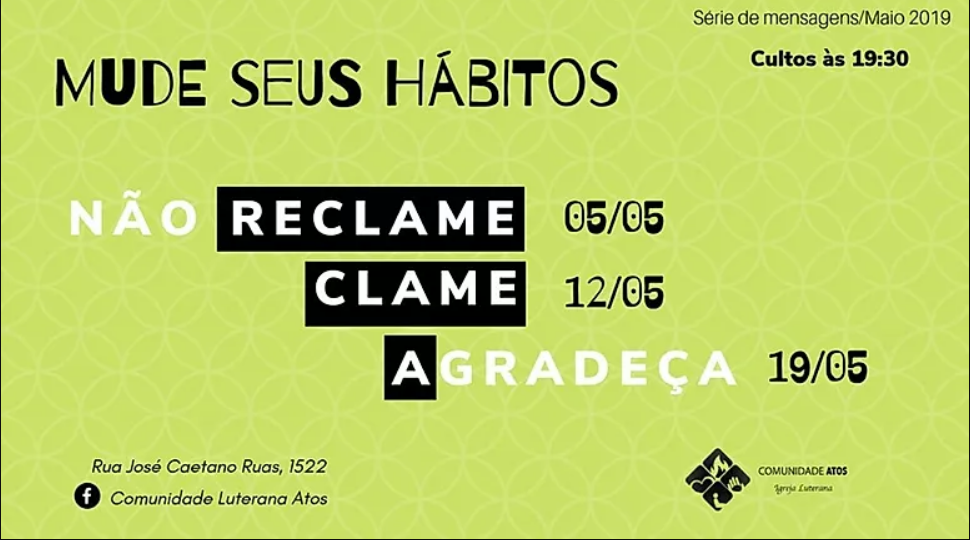 Série de mensagens/Maio 2019
Cultos às 19:30
MUDE SEUS HÁBITOS
NÃO RECLAME 05/05
CLAME 12/05
AGRADEÇA 19/05
Rua José Caetano Ruas, 1522
Comunidade Luterana Atos
COMUNIDADE ATOS
Igreja Luterana